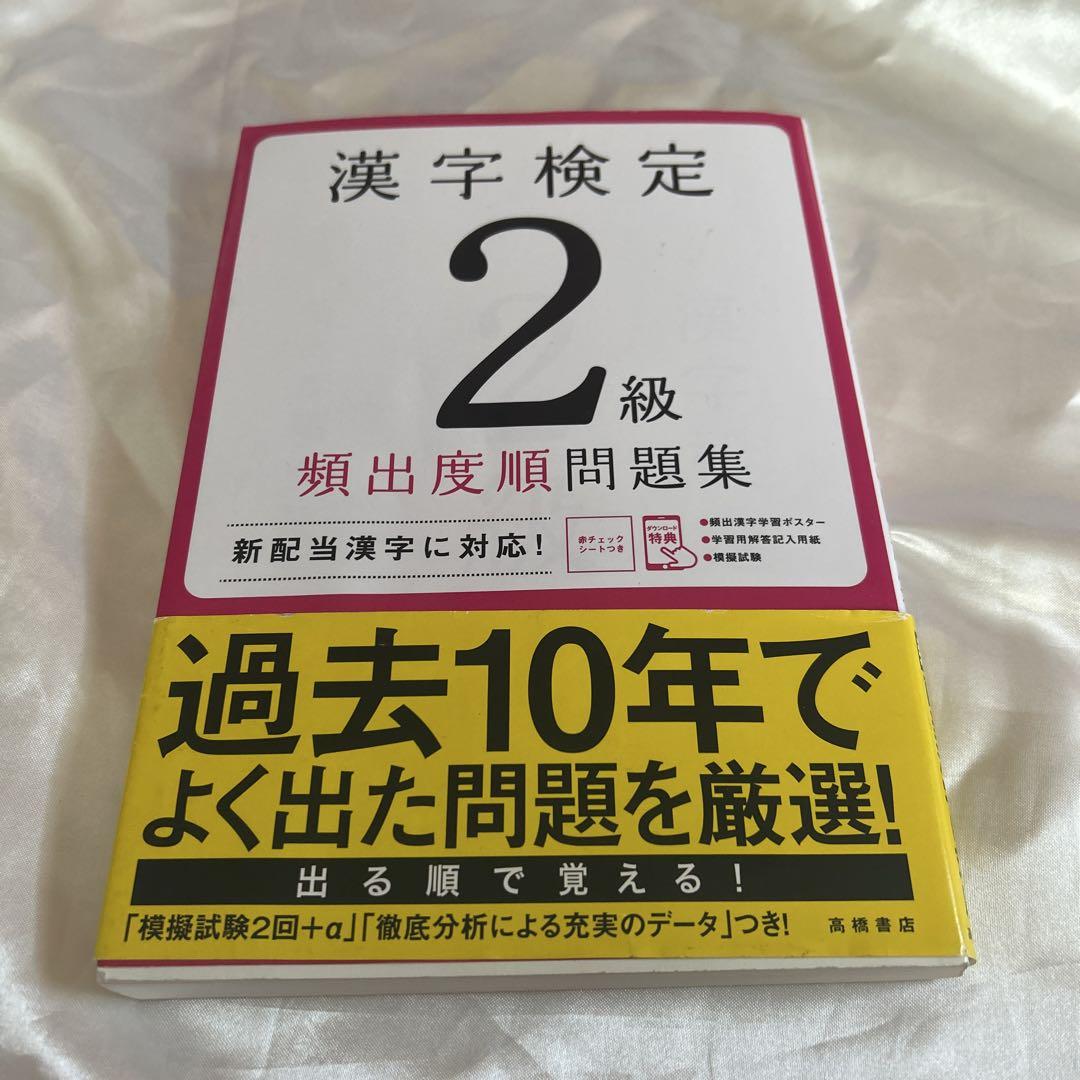 漢字検定
2級
頻出度順問題集
新配当漢字に対応!
赤チェック
シートつき
ダウンロード
特典
●頻出漢字学習ポスター
●学習用解答記入用紙
●模擬試験
過去10年で
よく出た問題を厳選!
出る順で覚える!
「模擬試験2回+α」「徹底分析による充実のデータ」つき!
高橋書店